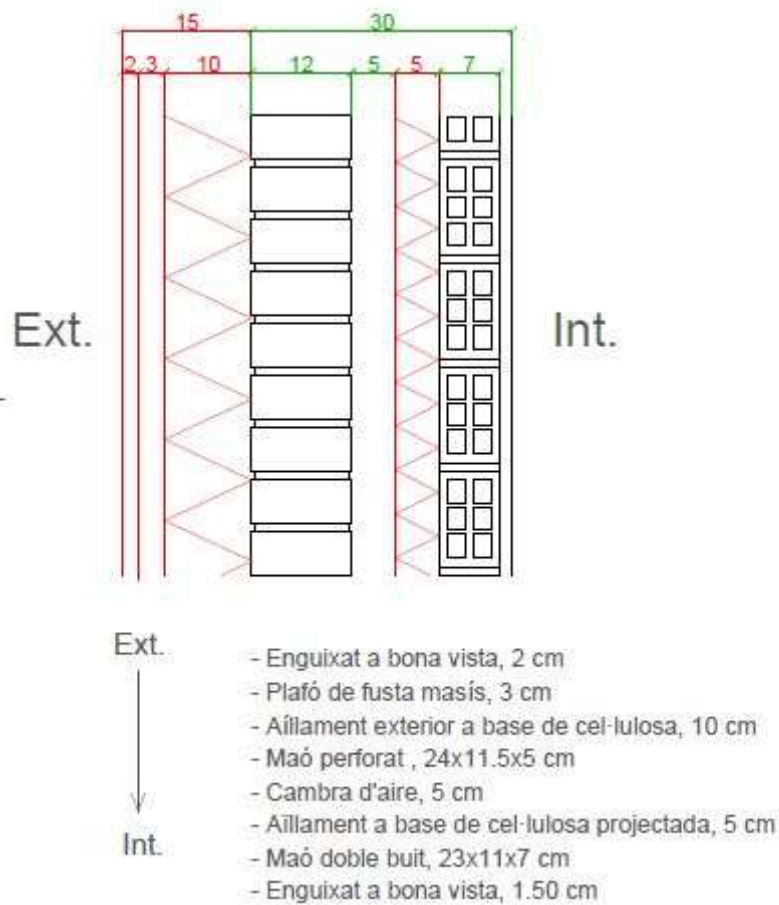 15 30
2 3 10 12 5 5 7
Ext. Int.
Ext.
- Enguixat a bona vista, 2 cm
- Plafó de fusta masís, 3 cm
- Aïllament exterior a base de cel·lulosa, 10 cm
- Maó perforat , 24x11.5x5 cm
- Cambra d'aire, 5 cm
- Aïllament a base de cel·lulosa projectada, 5 cm
- Maó doble buit, 23x11x7 cm
- Enguixat a bona vista, 1.50 cm
Int.